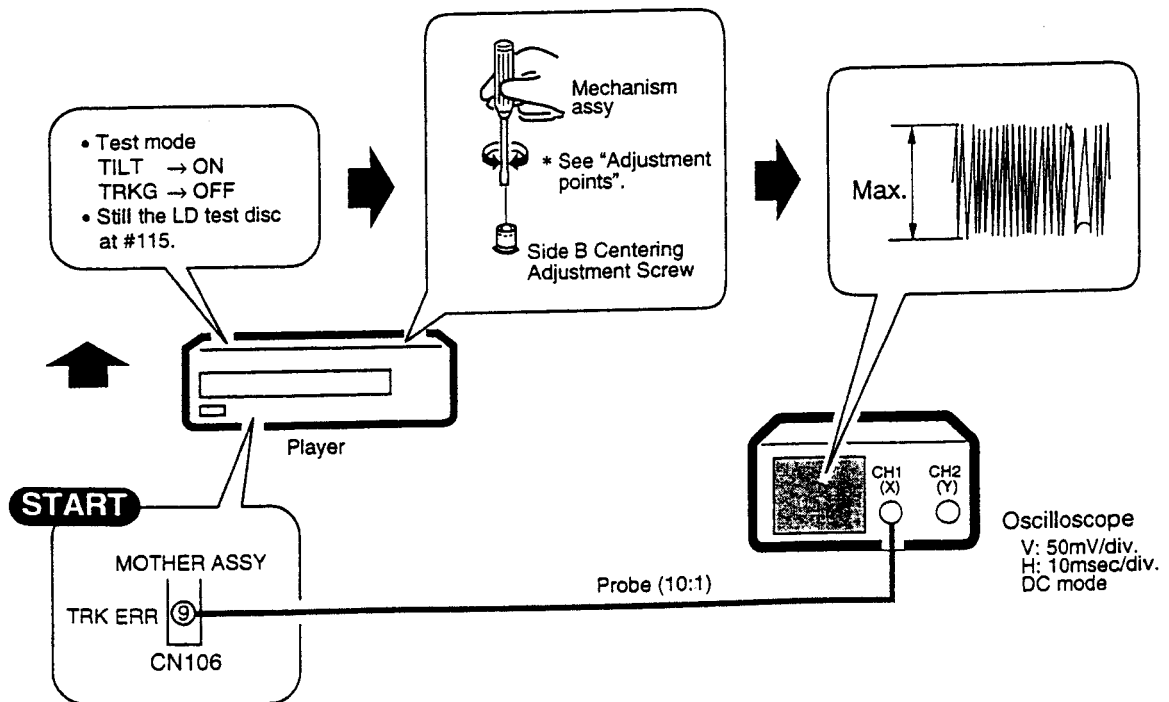 • Test mode
TILT → ON
TRKG → OFF
• Still the LD test disc
at #115.
Mechanism
assy
* See "Adjustment
points".
Side B Centering
Adjustment Screw
Max.
Player
START
MOTHER ASSY
TRK ERR
9
CN106
Probe (10:1)
CH1
(X)
CH2
(Y)
Oscilloscope
V: 50mV/div.
H: 10msec/div.
DC mode